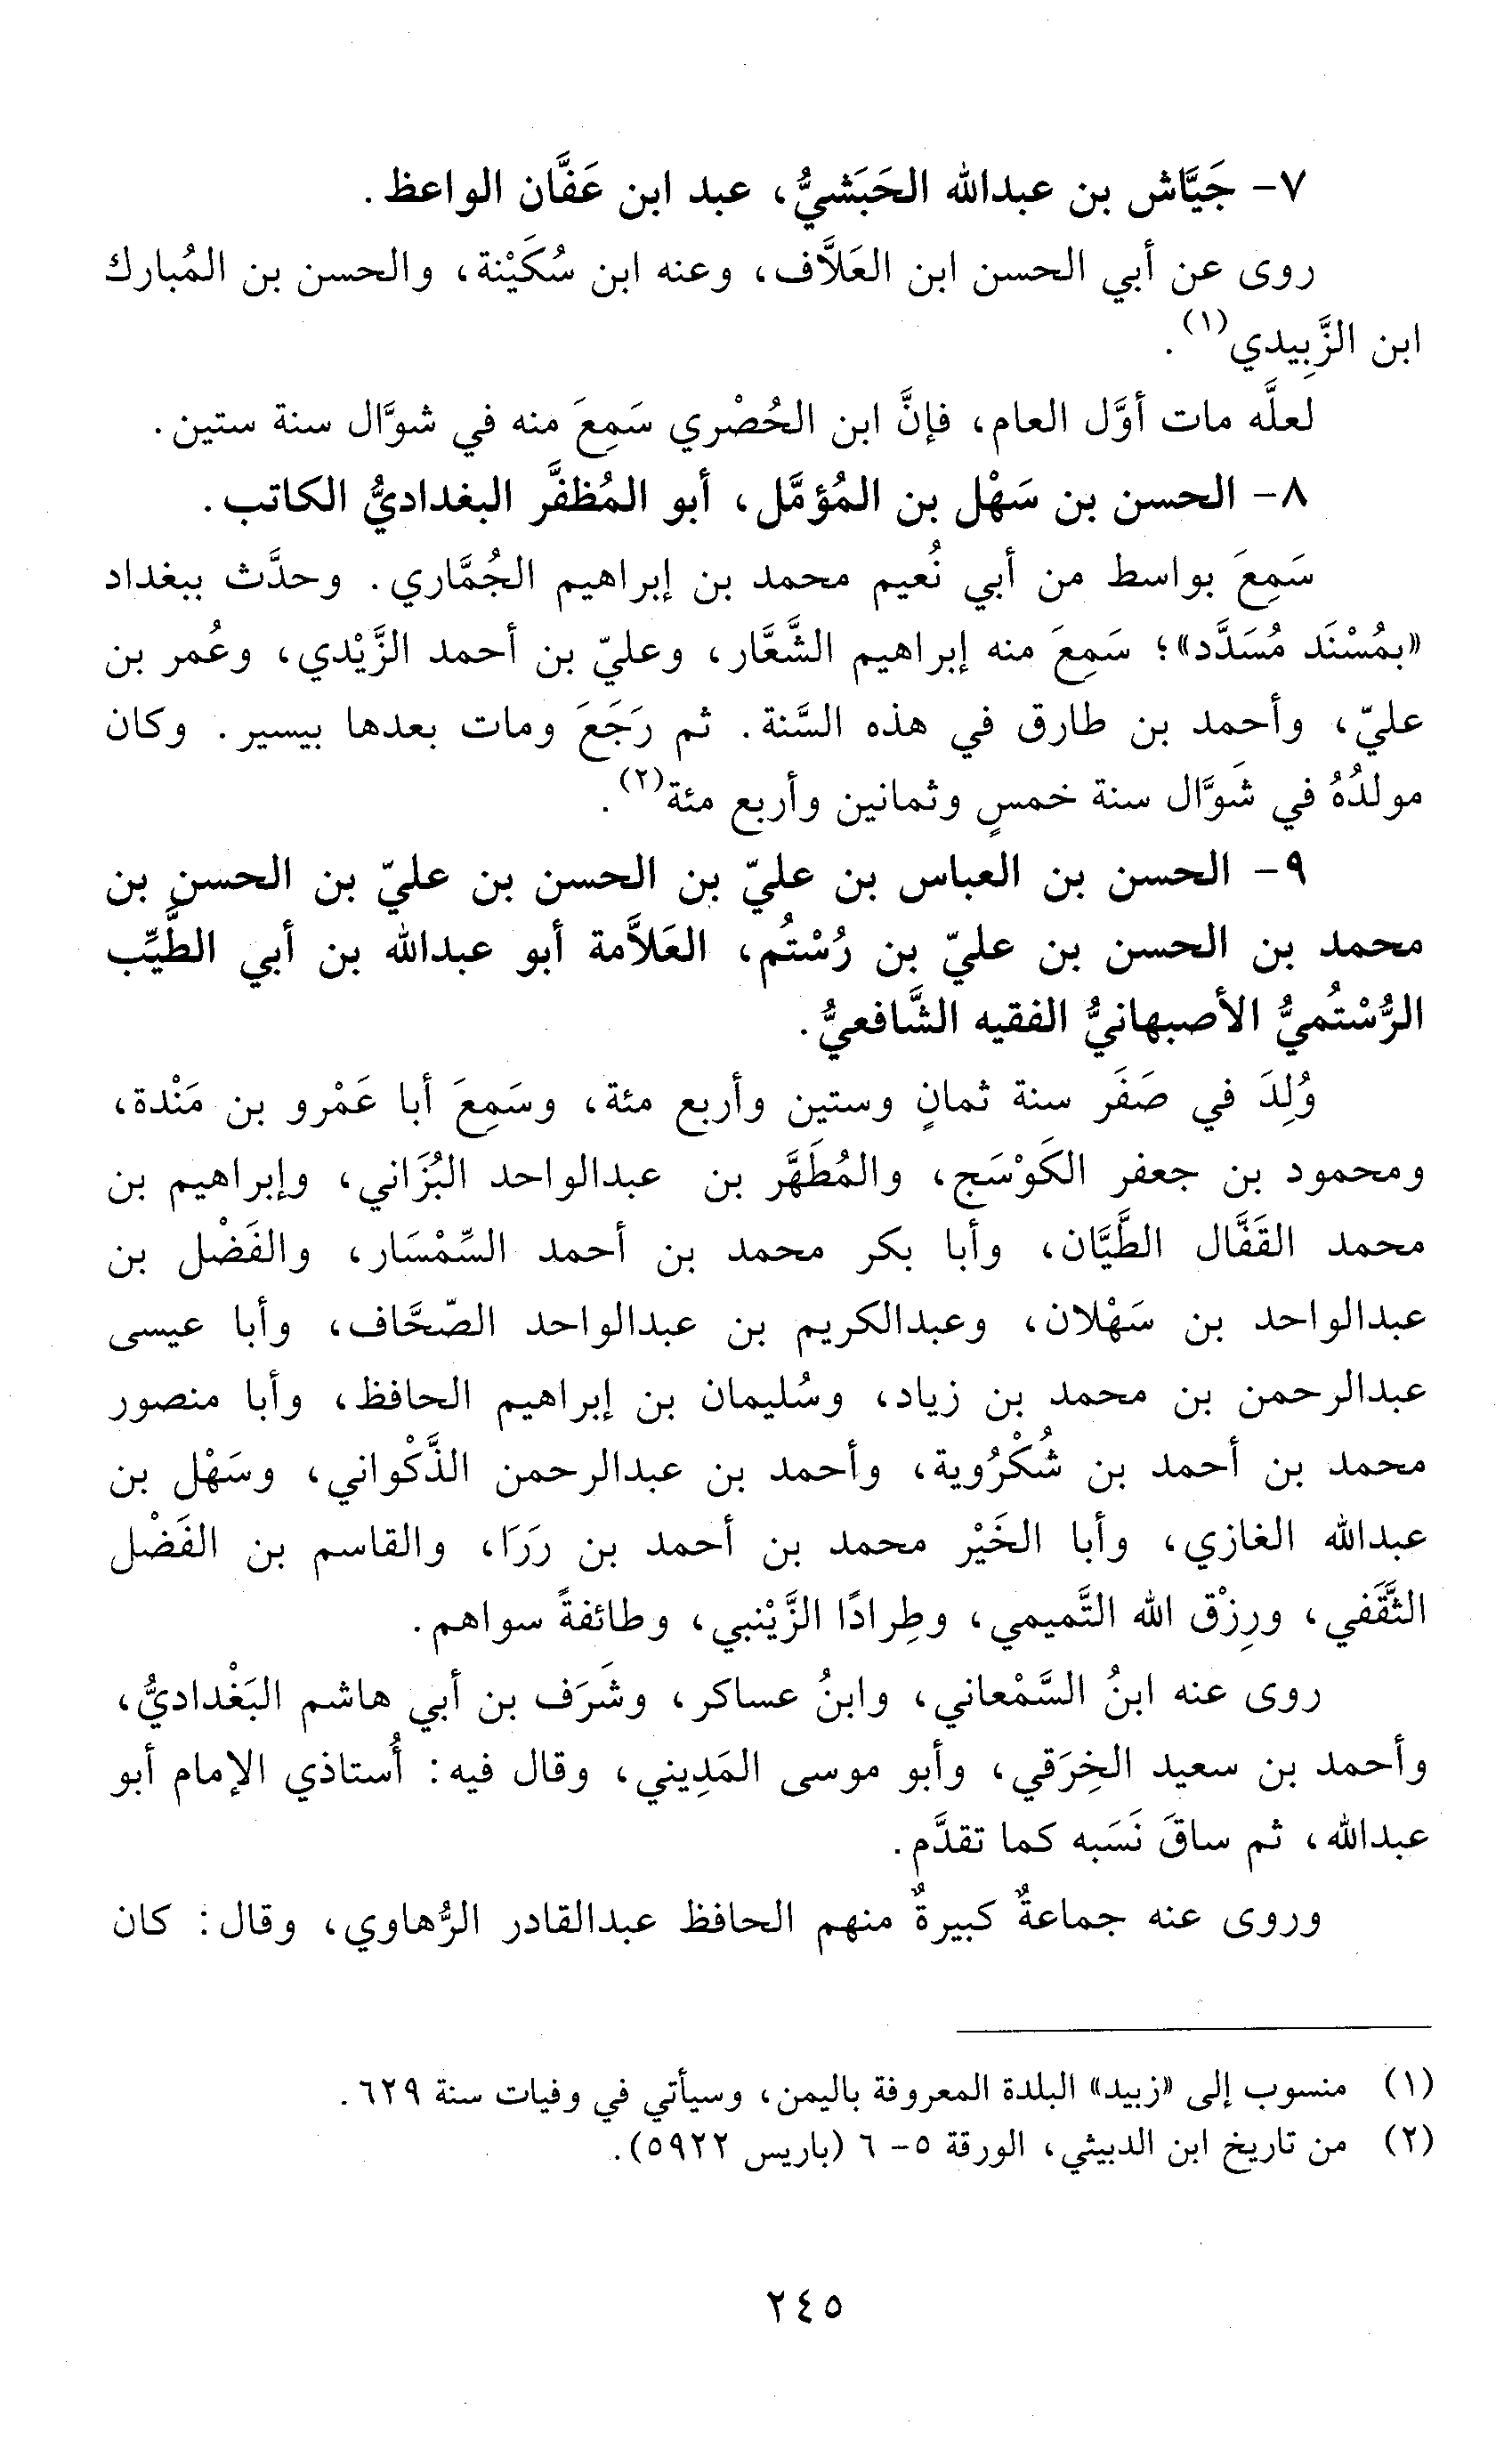 ٧- جَيَّاش بن عبدالله الحَبَشيُّ، عبد ابن عَفَّان الواعظ.
روى عن أبي الحسن ابن العَلاَّف، وعنه ابن سُكَيْنة، والحسن بن المُبارك
ابن الزَّبِيدي(١).
لعلَّه مات أوَّل العام، فإنَّ ابن الحُصْري سَمِعَ منه في شوَّال سنة ستين.
٨- الحسن بن سَهْل بن المُؤمَّل، أبو المُظفَّر البغداديُّ الكاتب.
سَمِعَ بواسط من أبي نُعيم محمد بن إبراهيم الجُمَّاري. وحدَّث ببغداد
«بمُسْنَد مُسَدَّد»؛ سَمِعَ منه إبراهيم الشَّعَّار، وعليّ بن أحمد الزَّيْدي، وعُمر بن
عليّ، وأحمد بن طارق في هذه السَّنة. ثم رَجَعَ ومات بعدها بيسير. وكان
مولدُهُ في شَوَّال سنة خمسٍ وثمانين وأربع مئة(٢).
٩- الحسن بن العباس بن عليّ بن الحسن بن عليّ بن الحسن بن
محمد بن الحسن بن عليّ بن رُسْتُم، العَلاَّمة أبو عبدالله بن أبي الطَّيِّب
الرُّسْتُميُّ الأصبهانيُّ الفقيه الشَّافعيُّ.
وُلِدَ في صَفَر سنة ثمانٍ وستين وأربع مئة، وسَمِعَ أبا عَمْرو بن مَنْدة،
ومحمود بن جعفر الكَوْسَج، والمُطَهَّر بن عبدالواحد البُزَاني، وإبراهيم بن
محمد القَفَّال الطَّيَّان، وأبا بكر محمد بن أحمد السِّمْسَار، والفَضْل بن
عبدالواحد بن سَهْلان، وعبدالكريم بن عبدالواحد الصّحَّاف، وأبا عيسى
عبدالرحمن بن محمد بن زياد، وسُليمان بن إبراهيم الحافظ، وأبا منصور
محمد بن أحمد بن شُكْرُوية، وأحمد بن عبدالرحمن الذَّكْواني، وسَهْل بن
عبدالله الغازي، وأبا الخَيْر محمد بن أحمد بن ررَا، والقاسم بن الفَضْل
الثَّقَفي، ورِزْق الله التَّميمي، وطِرادًا الزَّيْنبي، وطائفةً سواهم.
روى عنه ابنُ السَّمْعاني، وابنُ عساكر، وشَرَف بن أبي هاشم البَغْداديُّ،
وأحمد بن سعيد الخِرَقي، وأبو موسى المَدِيني، وقال فيه: أُستاذي الإمام أبو
عبدالله، ثم ساقَ نَسَبه كما تقدَّم.
وروى عنه جماعةٌ كبيرةٌ منهم الحافظ عبدالقادر الرُّهاوي، وقال: كان
(١) منسوب إلى «زبيد» البلدة المعروفة باليمن، وسيأتي في وفيات سنة ٦٢٩.
(٢) من تاريخ ابن الدبيثي، الورقة ٥- ٦ (باريس ٥٩٢٢).
٢٤٥